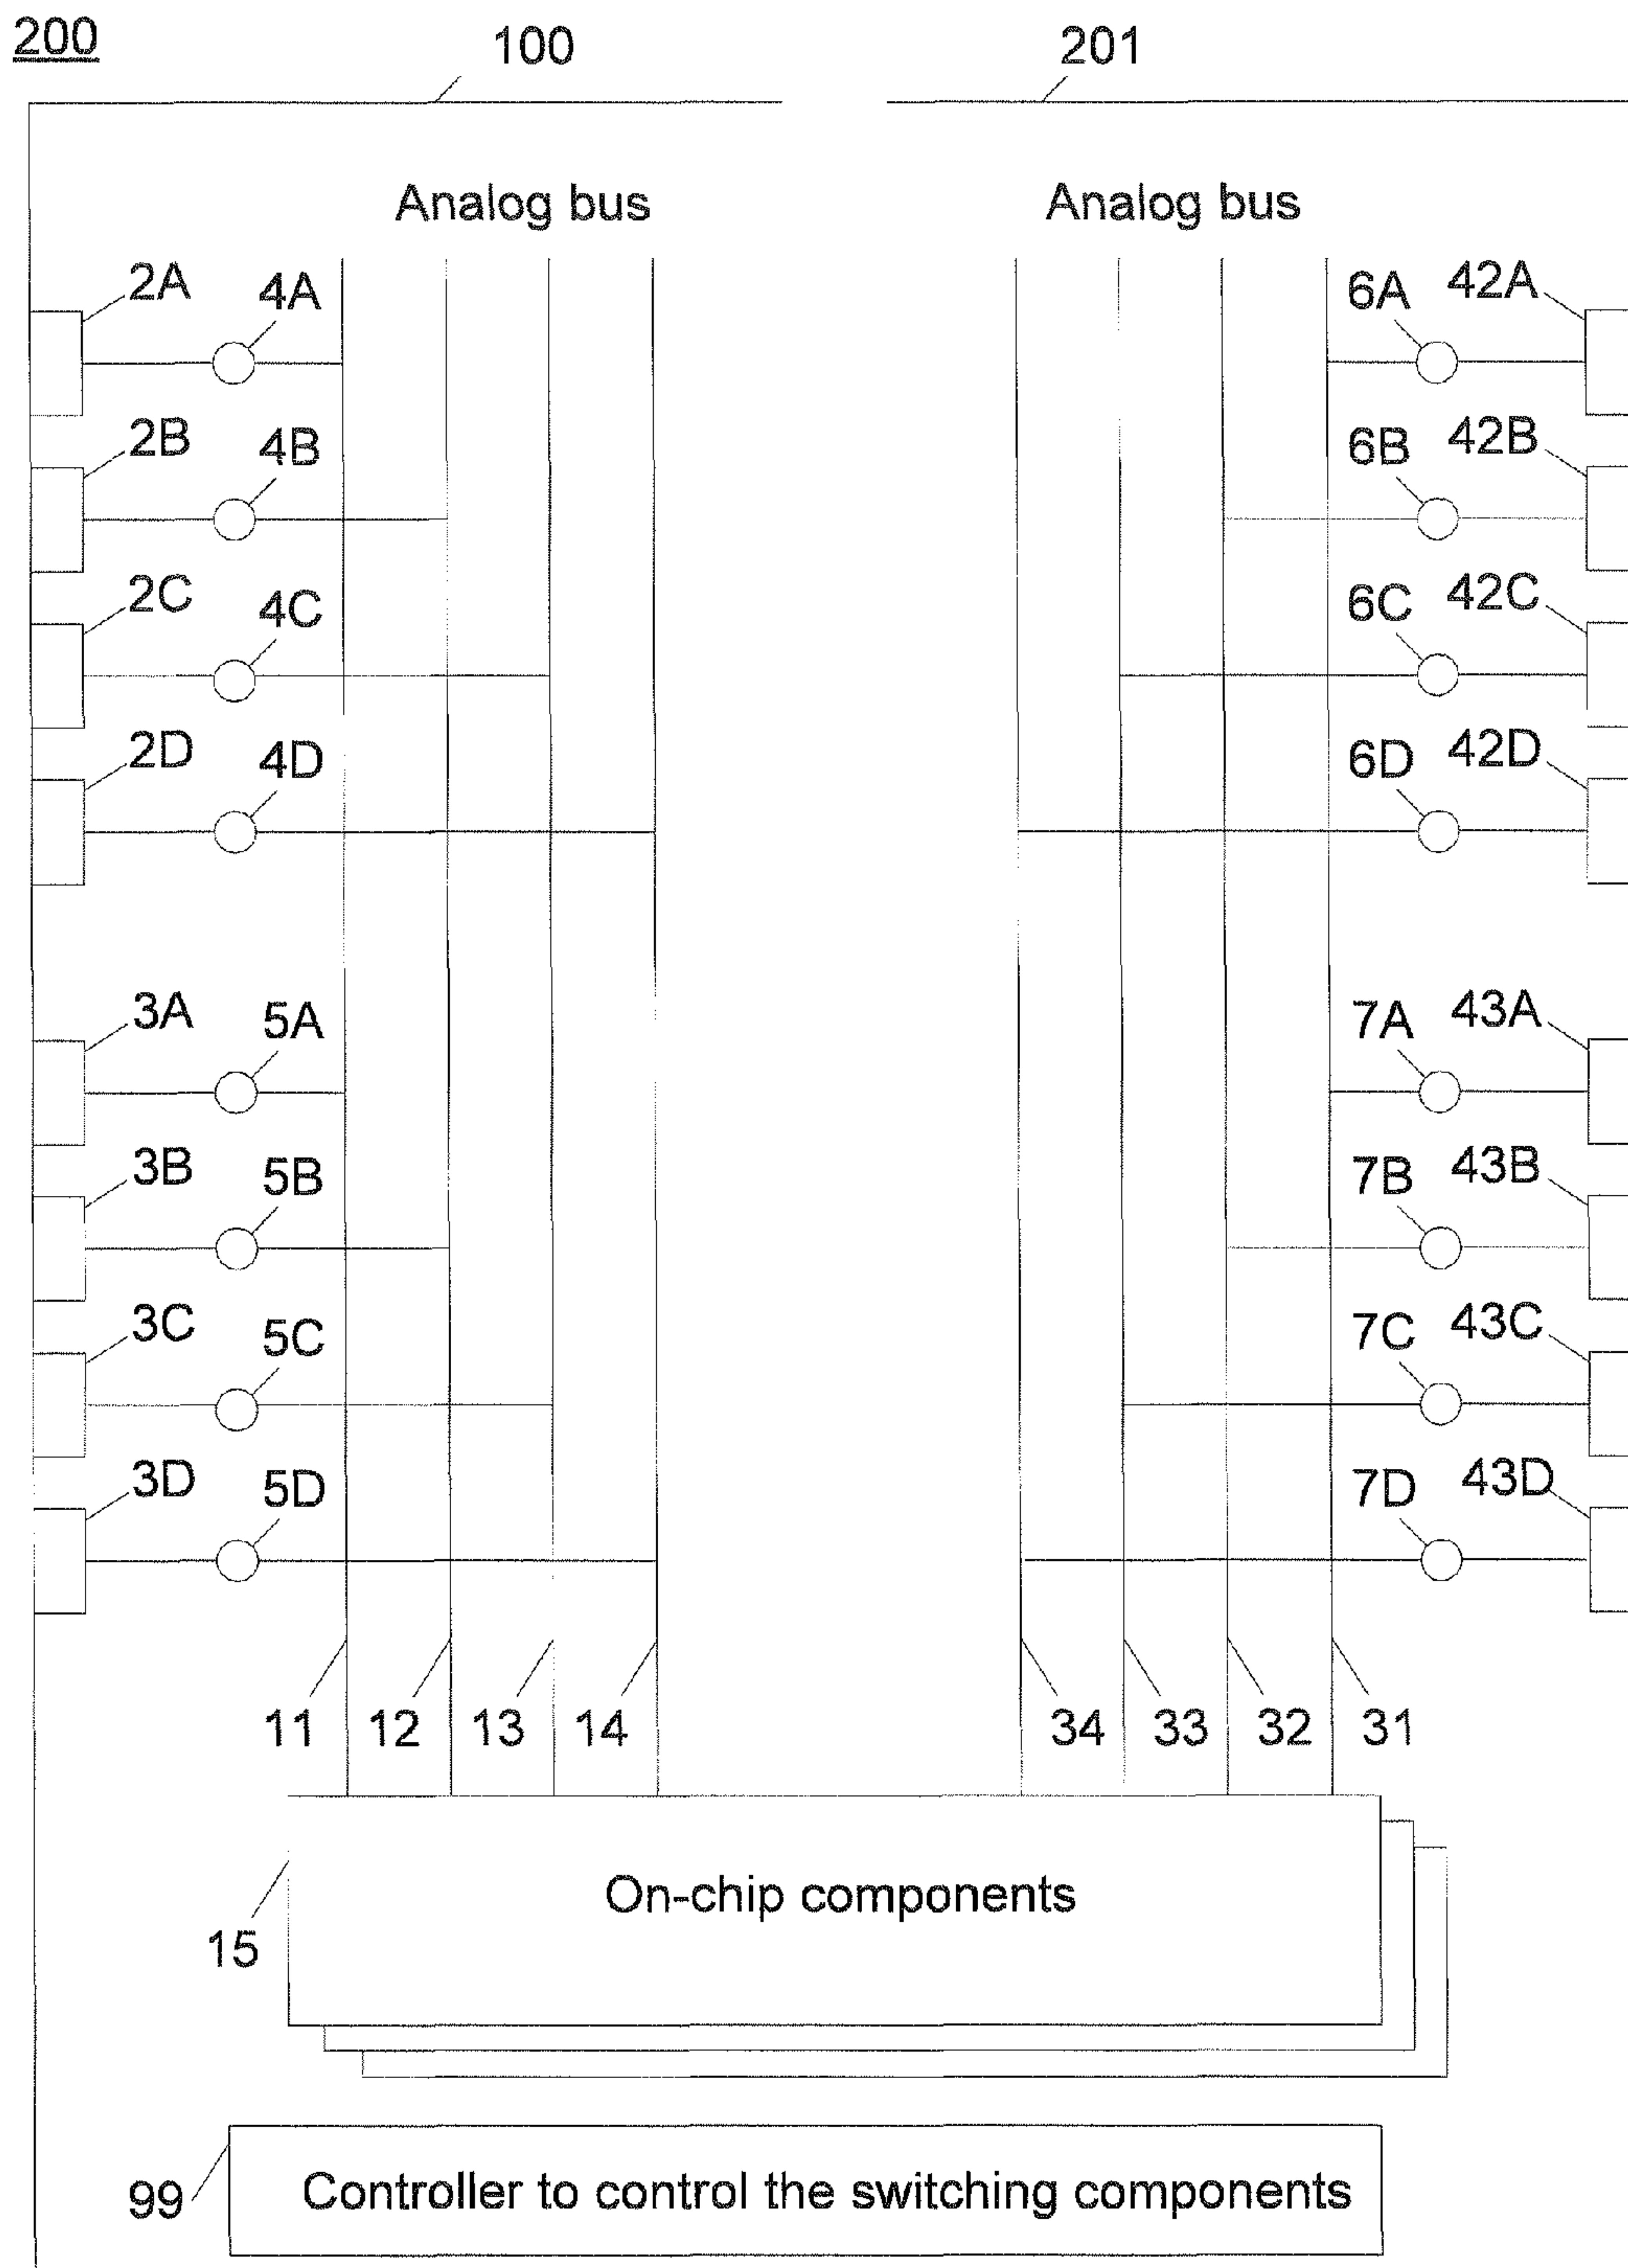 200 100 201
Analog bus Analog bus
2A 4A 6A 42A
2B 4B 6B 42B
2C 4C 6C 42C
2D 4D 6D 42D
3A 5A 7A 43A
3B 5B 7B 43B
3C 5C 7C 43C
3D 5D 7D 43D
11 12 13 14 34 33 32 31
On-chip components
15
Controller to control the switching components
99